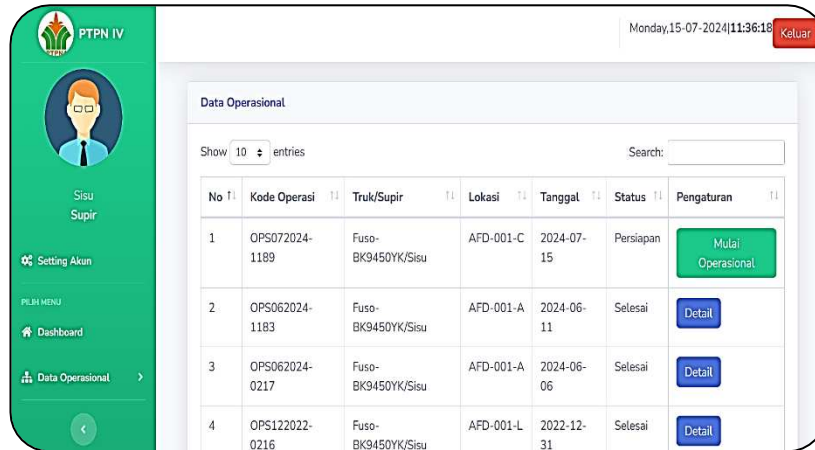 PTPN IV
Monday,15-07-2024|11:36:18
Keluar
Sisu
Supir
Setting Akun
PILIH MENU
Dashboard
Data Operasional
Data Operasional
Show 10 entries
Search:
No Kode Operasi Truk/Supir Lokasi Tanggal Status Pengaturan
1 OPS072024-1189 Fuso-BK9450YK/Sisu AFD-001-C 2024-07-15 Persiapan Mulai Operasional
2 OPS062024-1183 Fuso-BK9450YK/Sisu AFD-001-A 2024-06-11 Selesai Detail
3 OPS062024-0217 Fuso-BK9450YK/Sisu AFD-001-A 2024-06-06 Selesai Detail
4 OPS122022-0216 Fuso-BK9450YK/Sisu AFD-001-L 2022-12-31 Selesai Detail